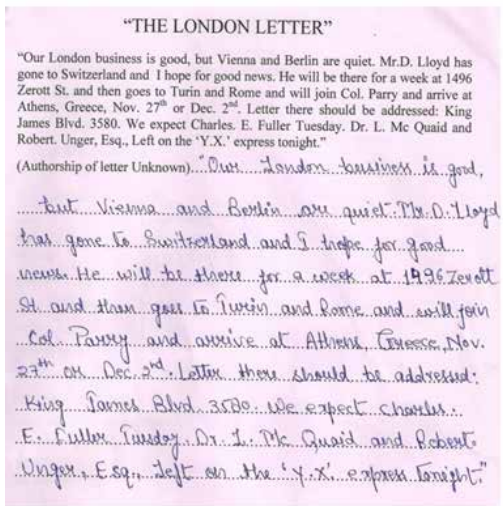 “THE LONDON LETTER”
“Our London business is good, but Vienna and Berlin are quiet. Mr.D. Lloyd has
gone to Switzerland and I hope for good news. He will be there for a week at 1496
Zerott St. and then goes to Turin and Rome and will join Col. Parry and arrive at
Athens, Greece, Nov. 27th or Dec. 2nd. Letter there should be addressed: King
James Blvd. 3580. We expect Charles. E. Fuller Tuesday. Dr. L. Mc Quaid and
Robert. Unger, Esq., Left on the ‘Y.X.’ express tonight.”
(Authorship of letter Unknown). "Our London business is good,
but Vienna and Berlin are quiet. Mr. D. Lloyd
has gone to Switzerland and I hope for good
news. He will be there for a week at 1996 Zerott
St. and then goes to Turin and Rome and will join
Col. Parry and arrive at Athens, Greece, Nov.
27th or Dec. 2nd. Letter there should be addressed:
King James Blvd. 3580. We expect Charles.
E. Fuller Tuesday. Dr. L. Mc Quaid and Robert.
Unger, Esq., Left on the 'Y.X'. express Tonight."